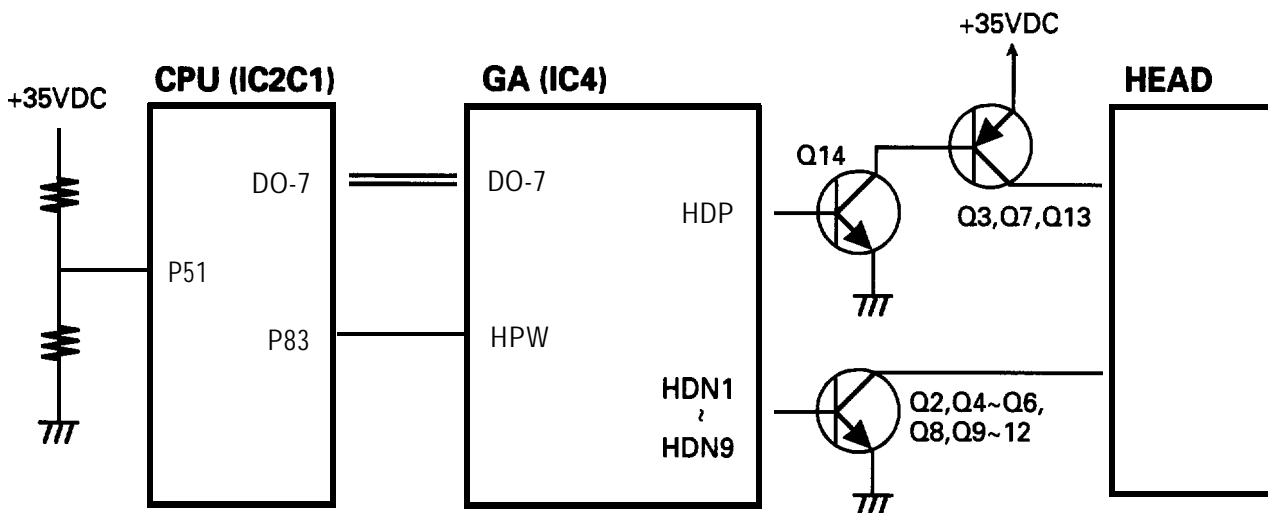 +35VDC
CPU (IC2C1)
GA (IC4)
HEAD
+35VDC
DO-7
DO-7
Q14
HDP
Q3,Q7,Q13
P51
P83
HPW
HDN1
~
HDN9
Q2,Q4~Q6,
Q8,Q9~12